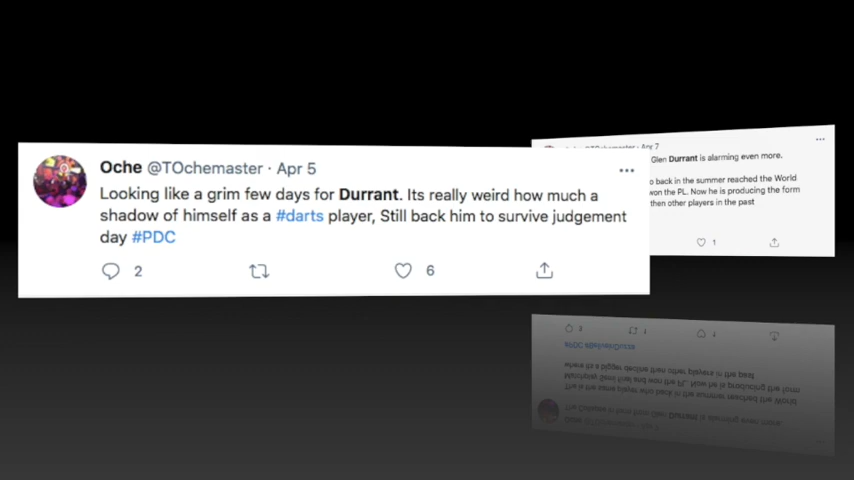 Oche @TOchemaster · Apr 5
Looking like a grim few days for Durrant. Its really weird how much a
shadow of himself as a #darts player, Still back him to survive judgement
day #PDC
2 6
Apr 7
Glen Durrant is alarming even more.
o back in the summer reached the World
won the PL. Now he is producing the form
then other players in the past
1